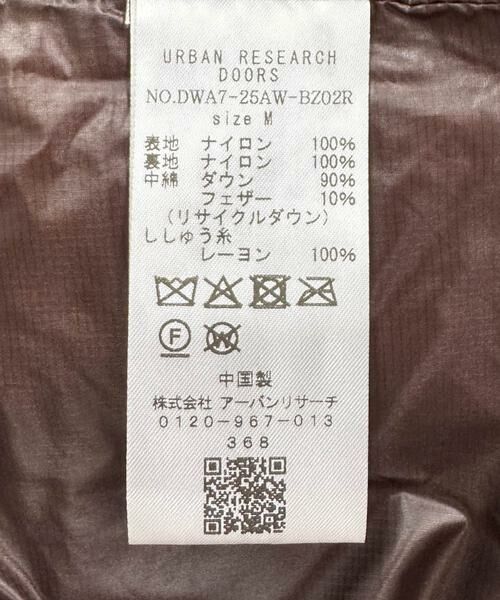 URBAN RESEARCH
DOORS
NO.DWA7-25AW-BZ02R
size M
表地 ナイロン 100%
裏地 ナイロン 100%
中綿 ダウン 90%
フェザー 10%
(リサイクルダウン)
ししゅう糸
レーヨン 100%
F W
中国製
株式会社 アーバンリサーチ
0120-967-013
368